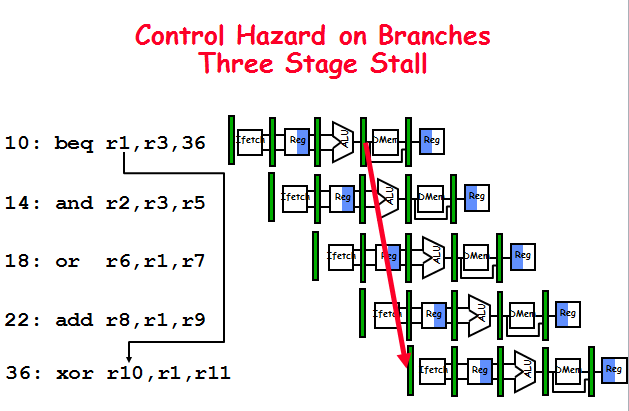 Control Hazard on Branches
Three Stage Stall
10: beq r1,r3,36
Ifetch Reg ALU DMem Reg
14: and r2,r3,r5
Ifetch Reg ALU DMem Reg
18: or r6,r1,r7
Ifetch Reg ALU DMem Reg
22: add r8,r1,r9
Ifetch Reg ALU DMem Reg
36: xor r10,r1,r11
Ifetch Reg ALU DMem Reg